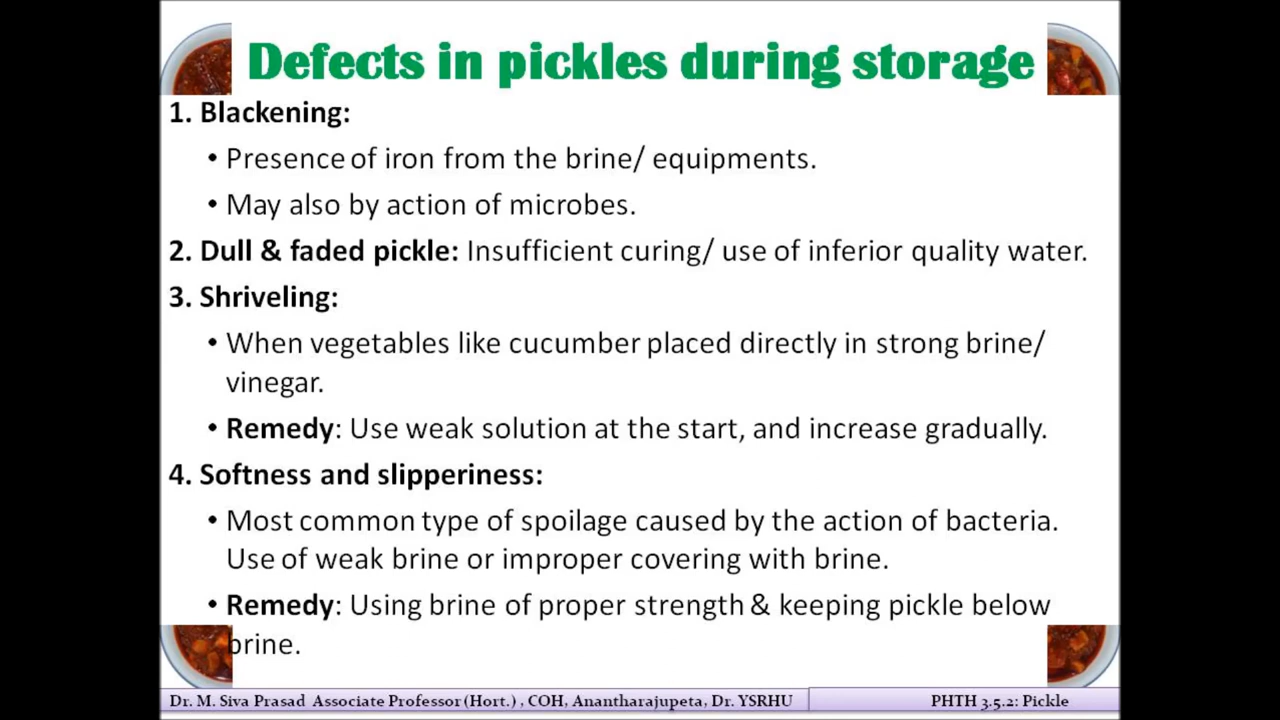 Defects in pickles during storage
1. Blackening:
• Presence of iron from the brine/ equipments.
• May also by action of microbes.
2. Dull & faded pickle: Insufficient curing/ use of inferior quality water.
3. Shriveling:
• When vegetables like cucumber placed directly in strong brine/
vinegar.
• Remedy: Use weak solution at the start, and increase gradually.
4. Softness and slipperiness:
• Most common type of spoilage caused by the action of bacteria.
Use of weak brine or improper covering with brine.
• Remedy: Using brine of proper strength & keeping pickle below
brine.
Dr. M. Siva Prasad Associate Professor (Hort.) , COH, Anantharajupeta, Dr. YSRHU
PHTH 3.5.2: Pickle